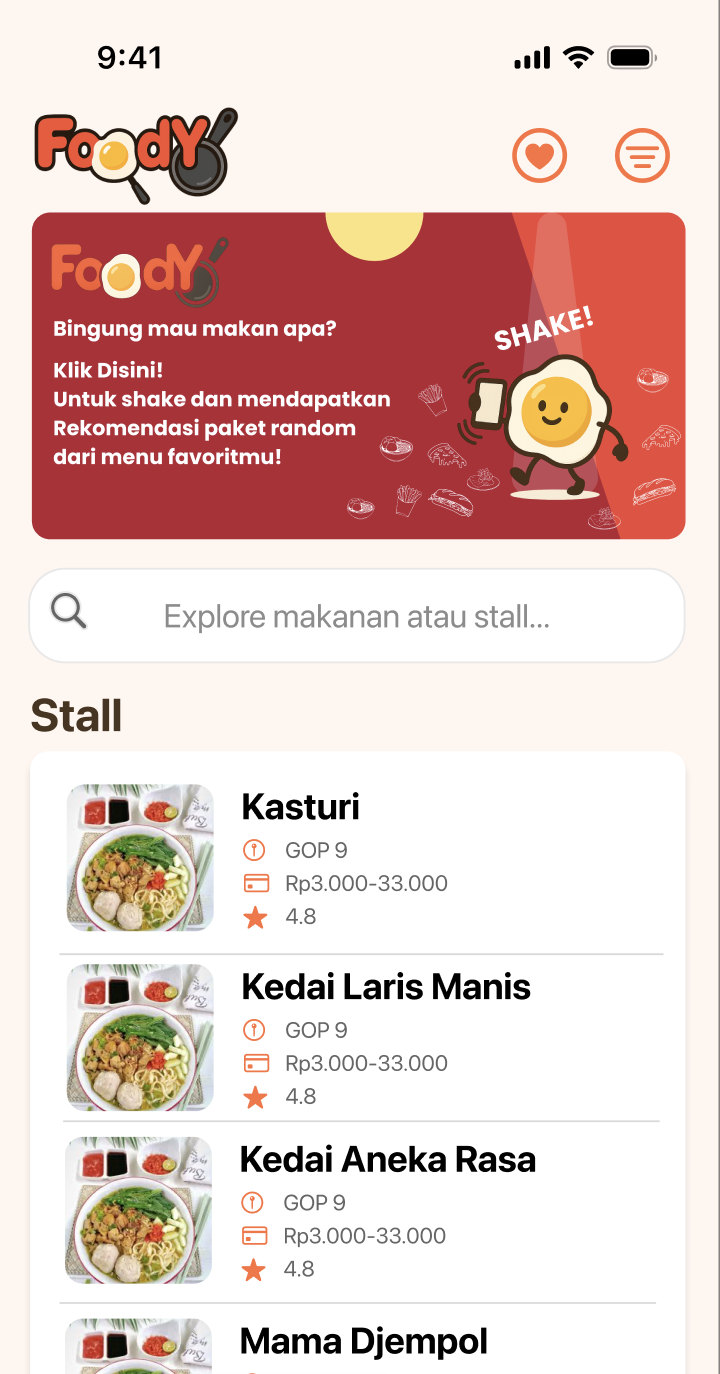 9:41
FoodY
FoodY
Bingung mau makan apa?
Klik Disini!
Untuk shake dan mendapatkan
Rekomendasi paket random
dari menu favoritmu!
SHAKE!
Explore makanan atau stall...
Stall
Kasturi
GOP 9
Rp3.000-33.000
4.8
Kedai Laris Manis
GOP 9
Rp3.000-33.000
4.8
Kedai Aneka Rasa
GOP 9
Rp3.000-33.000
4.8
Mama Djempol